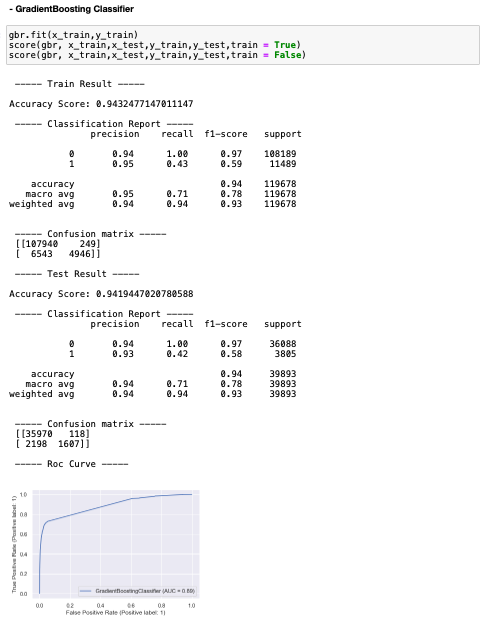 - GradientBoosting Classifier
gbr.fit(x_train,y_train)
score(gbr, x_train,x_test,y_train,y_test,train = True)
score(gbr, x_train,x_test,y_train,y_test,train = False)
----- Train Result -----
Accuracy Score: 0.9432477147011147
----- Classification Report -----
precision recall f1-score support
0 0.94 1.00 0.97 108189
1 0.95 0.43 0.59 11489
accuracy 0.94 119678
macro avg 0.95 0.71 0.78 119678
weighted avg 0.94 0.94 0.93 119678
----- Confusion matrix -----
[[107940 249]
[ 6543 4946]]
----- Test Result -----
Accuracy Score: 0.9419447020780588
----- Classification Report -----
precision recall f1-score support
0 0.94 1.00 0.97 36088
1 0.93 0.42 0.58 3805
accuracy 0.94 39893
macro avg 0.94 0.71 0.78 39893
weighted avg 0.94 0.94 0.93 39893
----- Confusion matrix -----
[[35970 118]
[ 2198 1607]]
----- Roc Curve -----
True Positive Rate (Positive label: 1)
1.0
0.8
0.6
0.4
0.2
0.0
GradientBoostingClassifier (AUC = 0.89)
0.0 0.2 0.4 0.6 0.8 1.0
False Positive Rate (Positive label: 1)